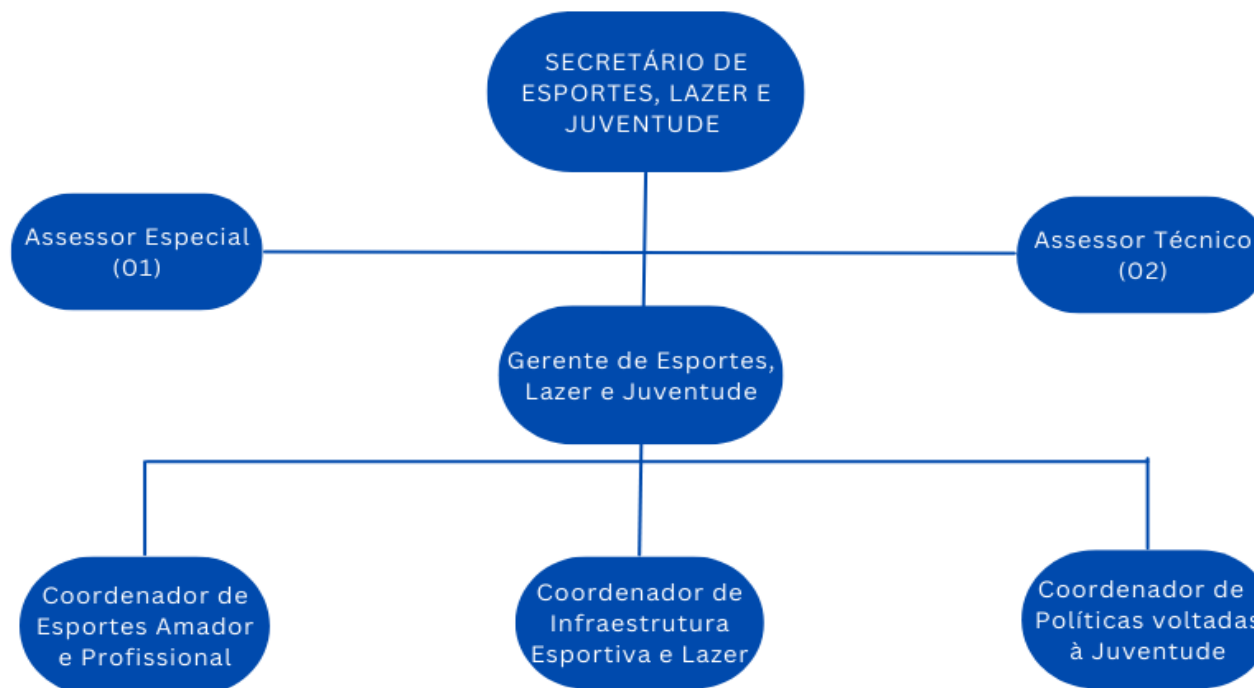 SECRETÁRIO DE
ESPORTES, LAZER E
JUVENTUDE
Assessor Especial
(01)
Assessor Técnico
(02)
Gerente de Esportes,
Lazer e Juventude
Coordenador de
Esportes Amador
e Profissional
Coordenador de
Infraestrutura
Esportiva e Lazer
Coordenador de
Políticas voltadas
à Juventude